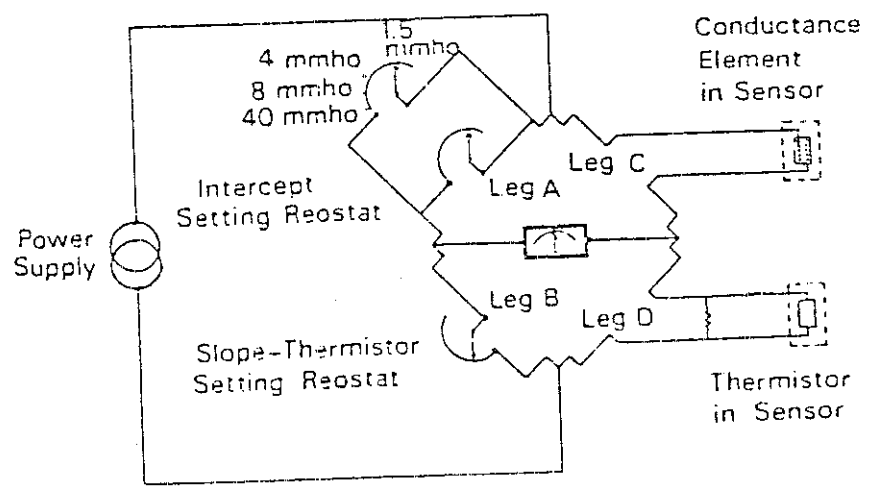 1.5
mmho
4 mmho
8 mmho
40 mmho
Conductance
Element
in Sensor
Leg C
Leg A
Intercept
Setting Reostat
Power
Supply
Leg B
Leg D
Slope-Thermistor
Setting Reostat
Thermistor
in Sensor